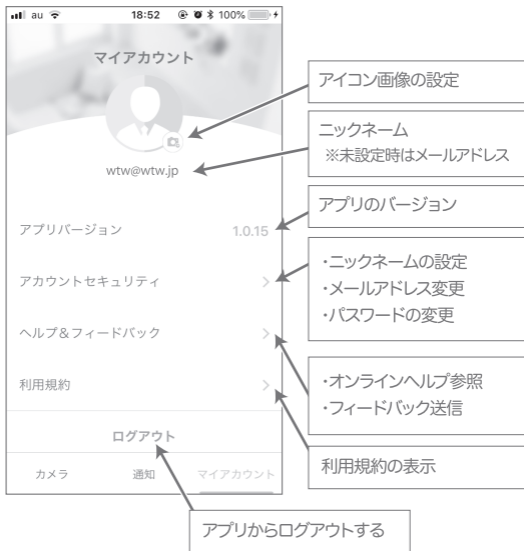 au 18:52 100%
マイアカウント
wtw@wtw.jp
アプリバージョン 1.0.15
アカウントセキュリティ
ヘルプ&フィードバック
利用規約
ログアウト
カメラ 通知 マイアカウント
アイコン画像の設定
ニックネーム
※未設定時はメールアドレス
アプリのバージョン
・ニックネームの設定
・メールアドレス変更
・パスワードの変更
・オンラインヘルプ参照
・フィードバック送信
利用規約の表示
アプリからログアウトする